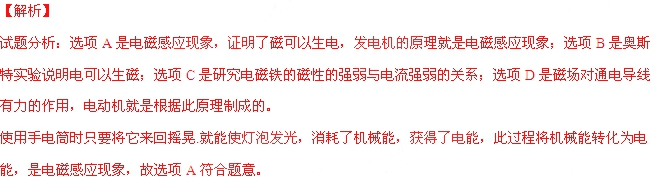 【解析】
试题分析：选项 A 是电磁感应现象，证明了磁可以生电，发电机的原理就是电磁感应现象；选项 B 是奥斯
特实验说明电可以生磁；选项 C 是研究电磁铁的磁性的强弱与电流强弱的关系；选项 D 是磁场对通电导线
有力的作用，电动机就是根据此原理制成的。
使用手电筒时只要将它来回摇晃.就能使灯泡发光，消耗了机械能，获得了电能，此过程将机械能转化为电
能，是电磁感应现象，故选项 A 符合题意。